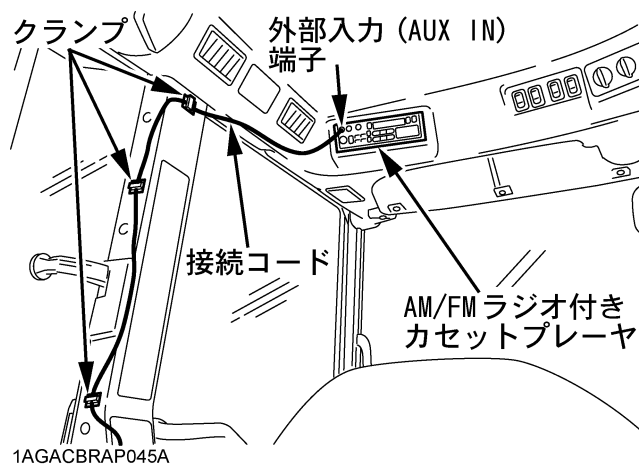 クランプ
外部入力 (AUX IN)
端子
接続コード
AM/FMラジオ付き
カセットプレーヤ
1AGACBRAP045A